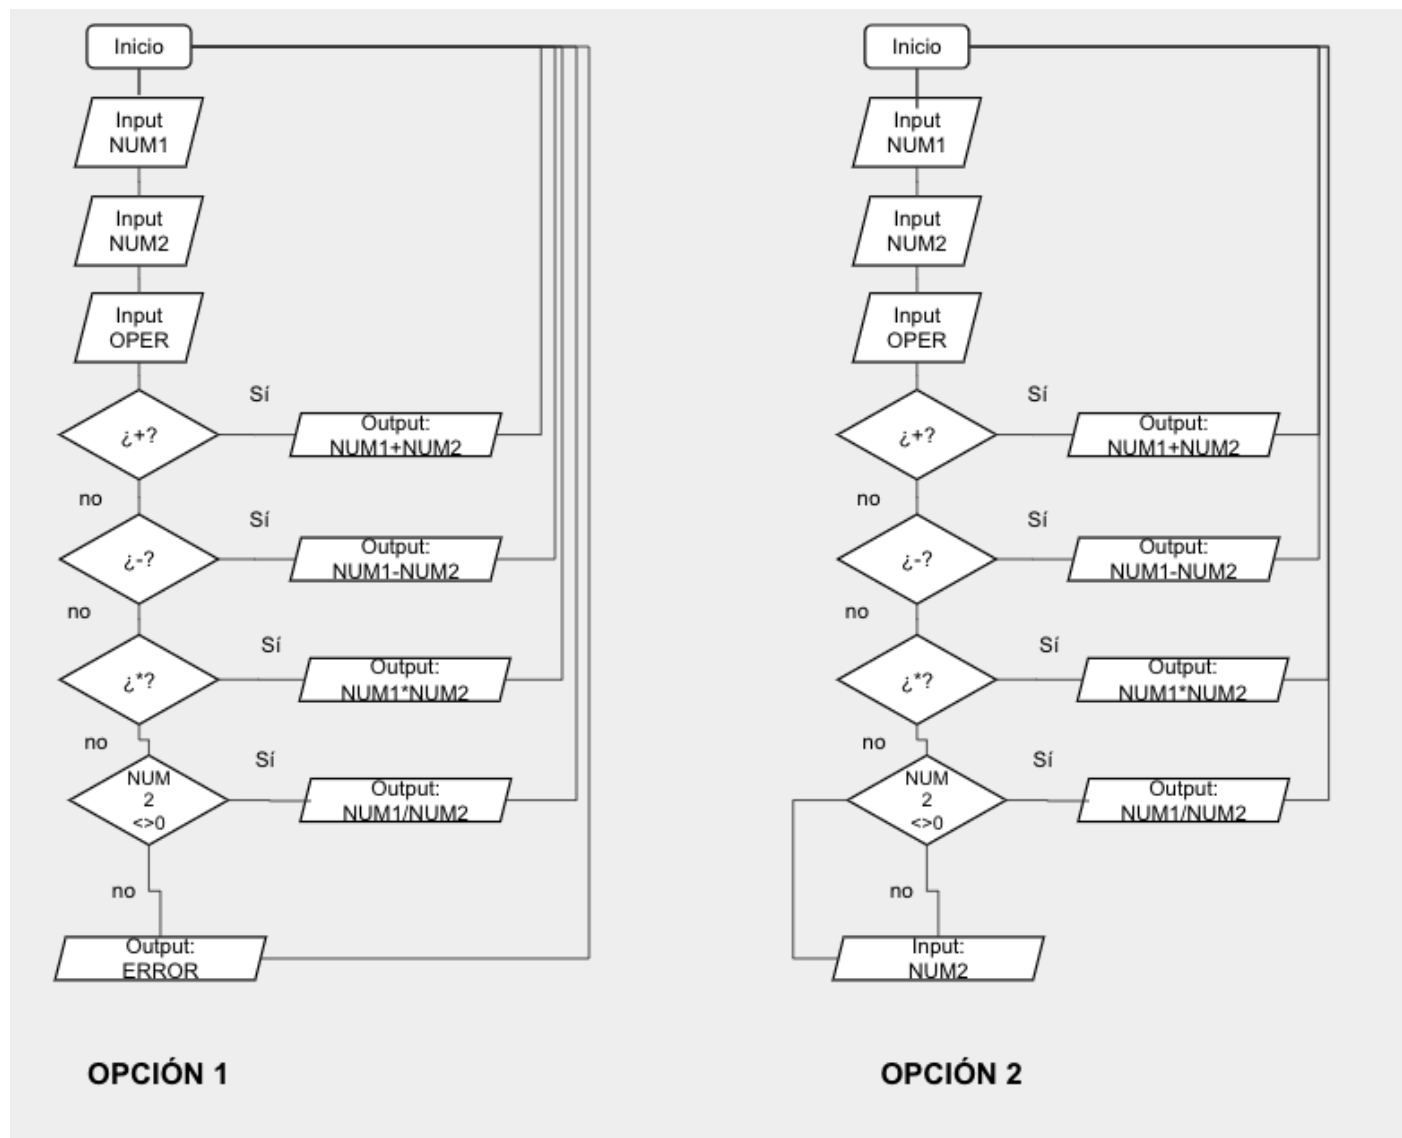 Inicio
Input
NUM1
Input
NUM2
Input
OPER
Sí
¿+?
Output:
NUM1+NUM2
no
Sí
¿-?
Output:
NUM1-NUM2
no
Sí
¿*?
Output:
NUM1*NUM2
no
Sí
NUM
2
<>0
Output:
NUM1/NUM2
no
Output:
ERROR
OPCIÓN 1
Inicio
Input
NUM1
Input
NUM2
Input
OPER
Sí
¿+?
Output:
NUM1+NUM2
no
Sí
¿-?
Output:
NUM1-NUM2
no
Sí
¿*?
Output:
NUM1*NUM2
no
Sí
NUM
2
<>0
Output:
NUM1/NUM2
no
Input:
NUM2
OPCIÓN 2